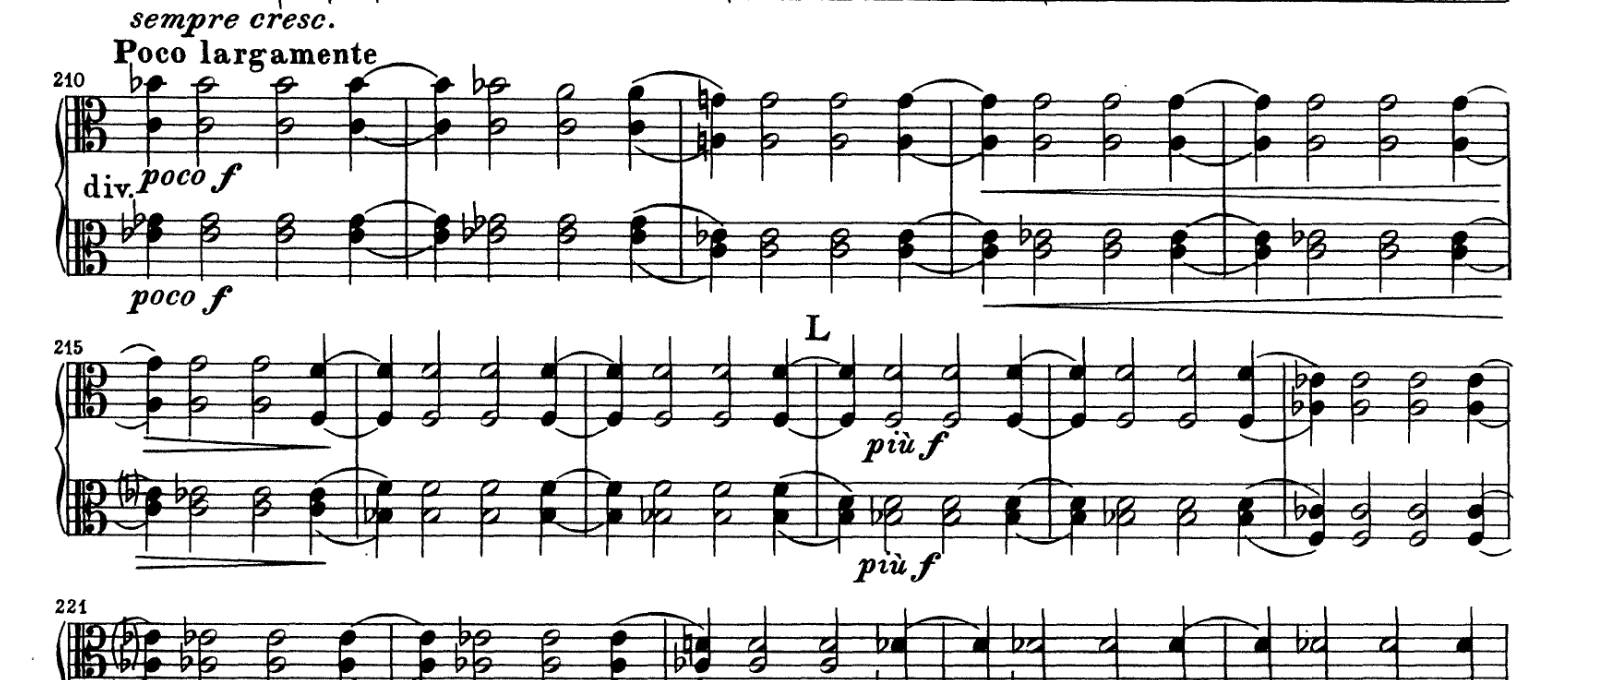 sempre cresc.
Poco largamente
210
poco f
div.
poco f
215
L
più f
più f
221